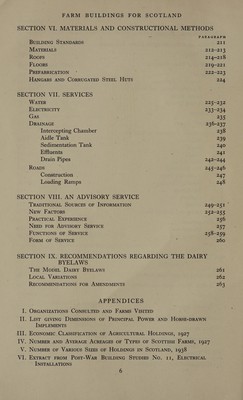 FARM BUILDINGS FOR SCOTLAND
SECTION VI. MATERIALS AND CONSTRUCTIONAL METHODS
PARAGRAPH
BUILDING STANDARDS 211
MATERIALS 212-213
ROOFS 214-218
FLOORS 219-221
PREFABRICATION 222-223
HANGARS AND CORRUGATED STEEL HUTS 224
SECTION VII. SERVICES
WATER 225-232
ELECTRICITY 233-234
GAS 235
DRAINAGE 236-237
Intercepting Chamber 238
Aidle Tank 239
Sedimentation Tank 240
Effluents 241
Drain Pipes 242-244
ROADS 245-246
Construction 247
Loading Ramps 248
SECTION VIII. AN ADVISORY SERVICE
TRADITIONAL SOURCES OF INFORMATION 249-251
NEW FACTORS 252-255
PRACTICAL EXPERIENCE 256
NEED FOR ADVISORY SERVICE 257
FUNCTIONS OF SERVICE 258-259
FORM OF SERVICE 260
SECTION IX. RECOMMENDATIONS REGARDING THE DAIRY
BYELAWS
THE MODEL DAIRY BYELAWS 261
LOCAL VARIATIONS 262
RECOMMENDATIONS FOR AMENDMENTS 263
APPENDICES
I. ORGANIZATIONS CONSULTED AND FARMS VISITED
II. LIST GIVING DIMENSIONS OF PRINCIPAL POWER AND HORSE-DRAWN
IMPLEMENTS
III. ECONOMIC CLASSIFICATION OF AGRICULTURAL HOLDINGS, 1927
IV. NUMBER AND AVERAGE ACREAGES OF TYPES OF SCOTTISH FARMS, 1927
V. NUMBER OF VARIOUS SIZES OF HOLDINGS IN SCOTLAND, 1938
VI. EXTRACT FROM POST-WAR BUILDING STUDIES NO. 11, ELECTRICAL
INSTALLATIONS
6